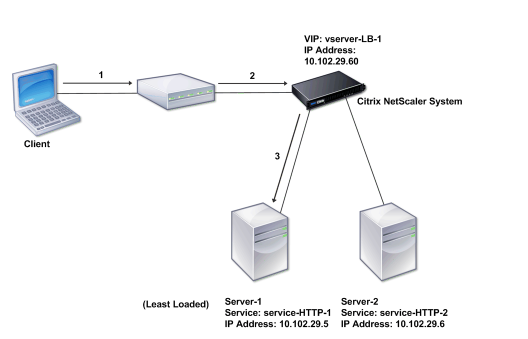 VIP: vserver-LB-1
IP Address:
10.102.29.60
1
2
Citrix NetScaler System
Client
3
(Least Loaded)
Server-1
Service: service-HTTP-1
IP Address: 10.102.29.5
Server-2
Service: service-HTTP-2
IP Address: 10.102.29.6